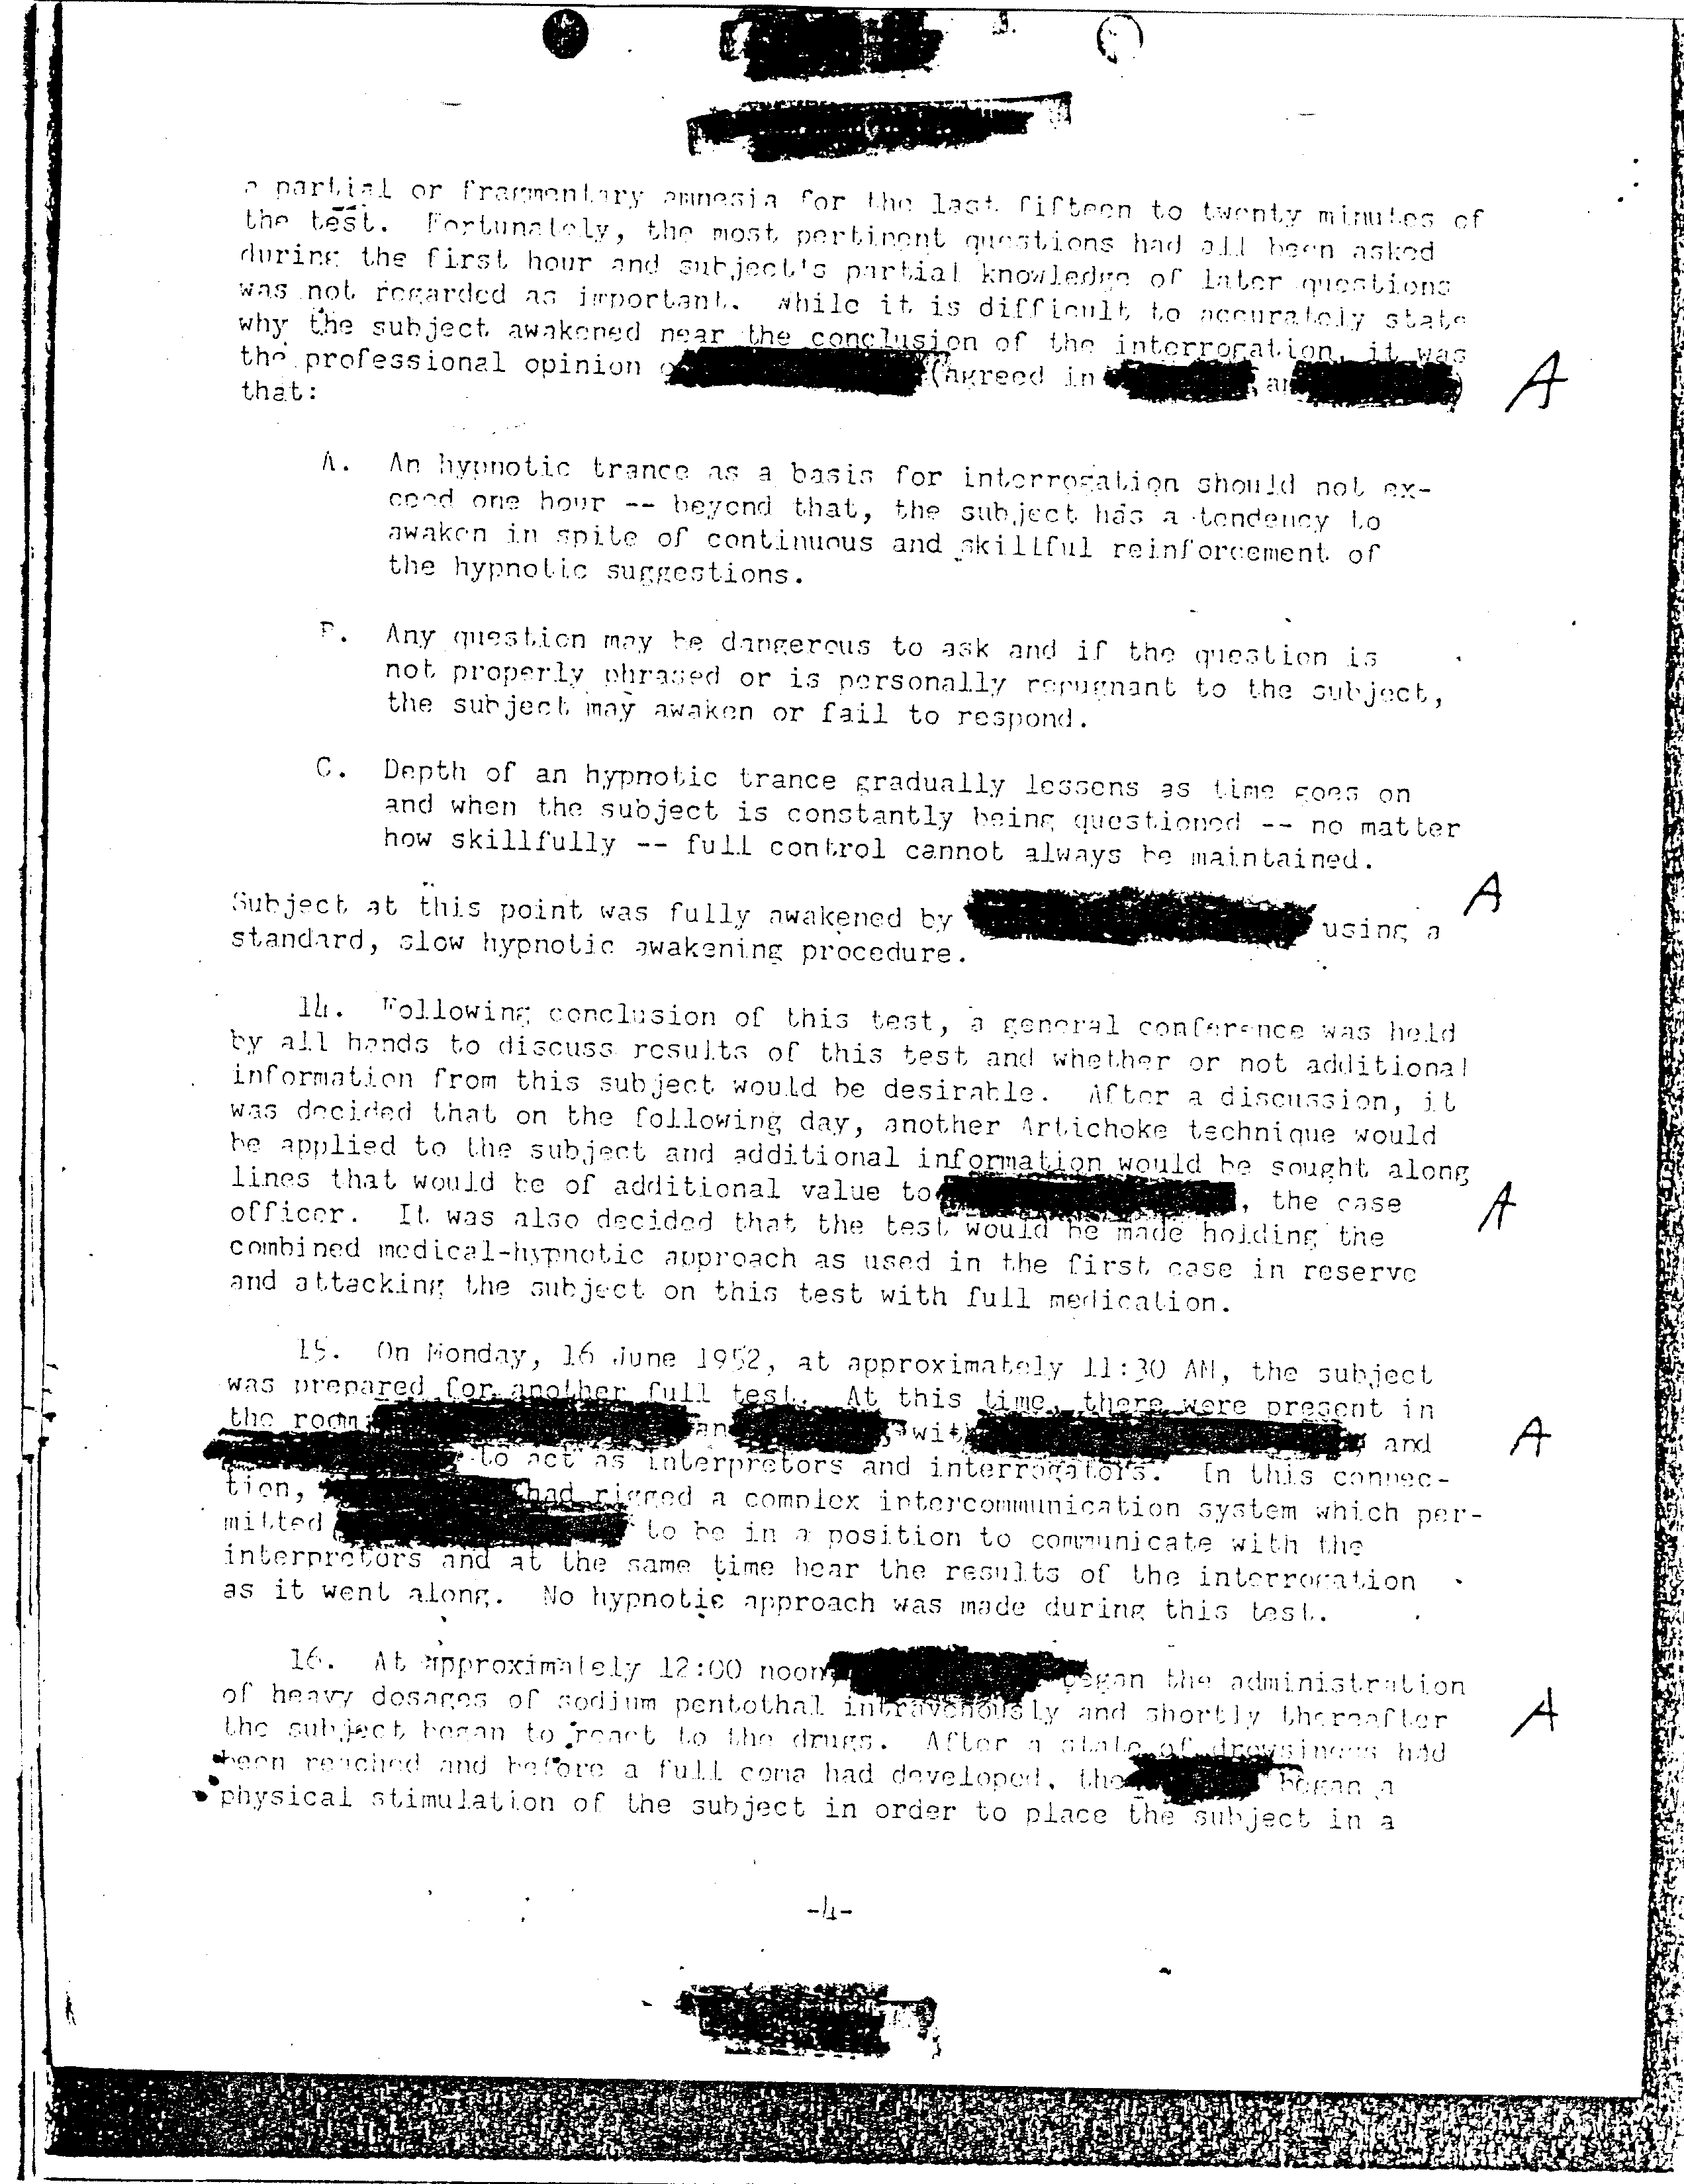 a partial or fragmentary amnesia for the last fifteen to twenty minutes of
the test. Fortunately, the most pertinent questions had all been asked
during the first hour and subject's partial knowledge of later questions
was not regarded as important. While it is difficult to accurately state
why the subject awakened near the conclusion of the interrogation, it was
the professional opinion (agreed in
that:
A
A. An hypnotic trance as a basis for interrogation should not ex-
ceed one hour -- beyond that, the subject has a tendency to
awaken in spite of continuous and skillful reinforcement of
the hypnotic suggestions.
B. Any question may be dangerous to ask and if the question is
not properly phrased or is personally repugnant to the subject,
the subject may awaken or fail to respond.
C. Depth of an hypnotic trance gradually lessens as time goes on
and when the subject is constantly being questioned -- no matter
how skillfully -- full control cannot always be maintained.
A
Subject at this point was fully awakened by using a
standard, slow hypnotic awakening procedure.
14. Following conclusion of this test, a general conference was held
by all hands to discuss results of this test and whether or not additional
information from this subject would be desirable. After a discussion, it
was decided that on the following day, another Artichoke technique would
be applied to the subject and additional information would be sought along
lines that would be of additional value to , the case
A
officer. It was also decided that the test would be made holding the
combined medical-hypnotic approach as used in the first case in reserve
and attacking the subject on this test with full medication.
15. On Monday, 16 June 1952, at approximately 11:30 AM, the subject
was prepared for another full test. At this time, there were present in
the room: and
A
to act as interpretors and interrogators. In this connec-
tion, had rigged a complex intercommunication system which per-
mitted to be in a position to communicate with the
interpretors and at the same time hear the results of the interrogation
as it went along. No hypnotic approach was made during this test.
16. At approximately 12:00 noon, began the administration
of heavy dosages of sodium pentothal intravenously and shortly thereafter
A
the subject began to react to the drugs. After a state of drowsiness had
been reached and before a full coma had developed, the began a
physical stimulation of the subject in order to place the subject in a
-4-